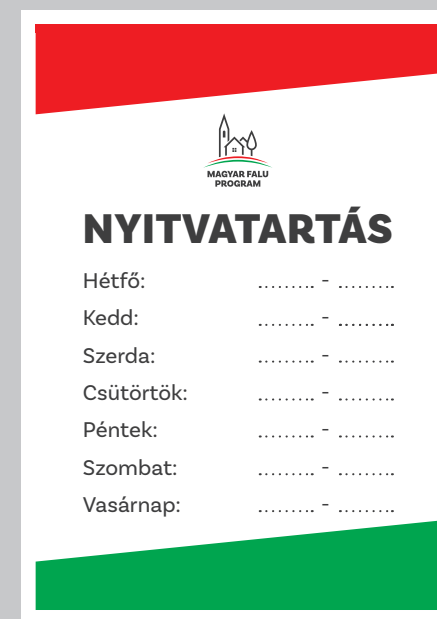 MAGYAR FALU
PROGRAM
NYITVATARTÁS
Hétfő: ......... - .........
Kedd: ......... - .........
Szerda: ......... - .........
Csütörtök: ......... - .........
Péntek: ......... - .........
Szombat: ......... - .........
Vasárnap: ......... - .........